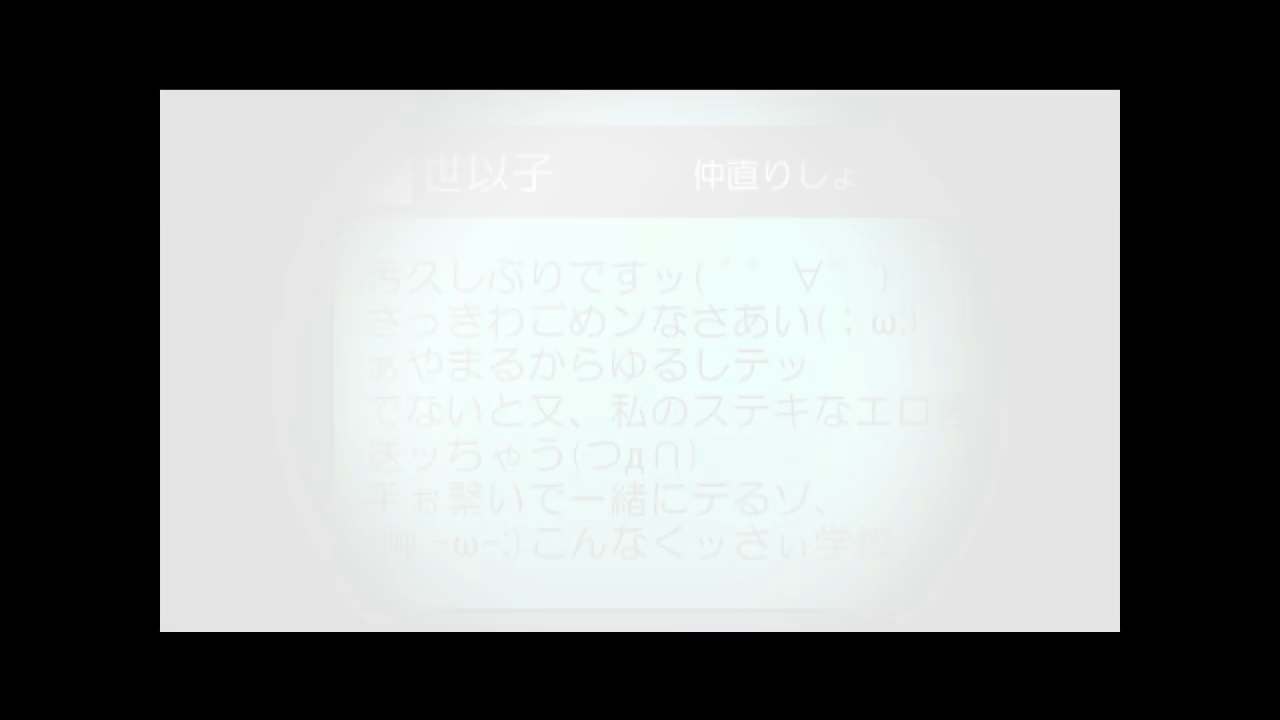 世以子 仲直りしょ
久しぶりですッ(´ ∀ )
さっきわごめンなさあい(；ω;)
ぁやまるからゆるしテッ
でないと又、私のステキなエロ
送ッちゃう(つд∩)
手ぉ繋いで一緒にデるゾ、
-ω-;)こんなくッさぃ学校